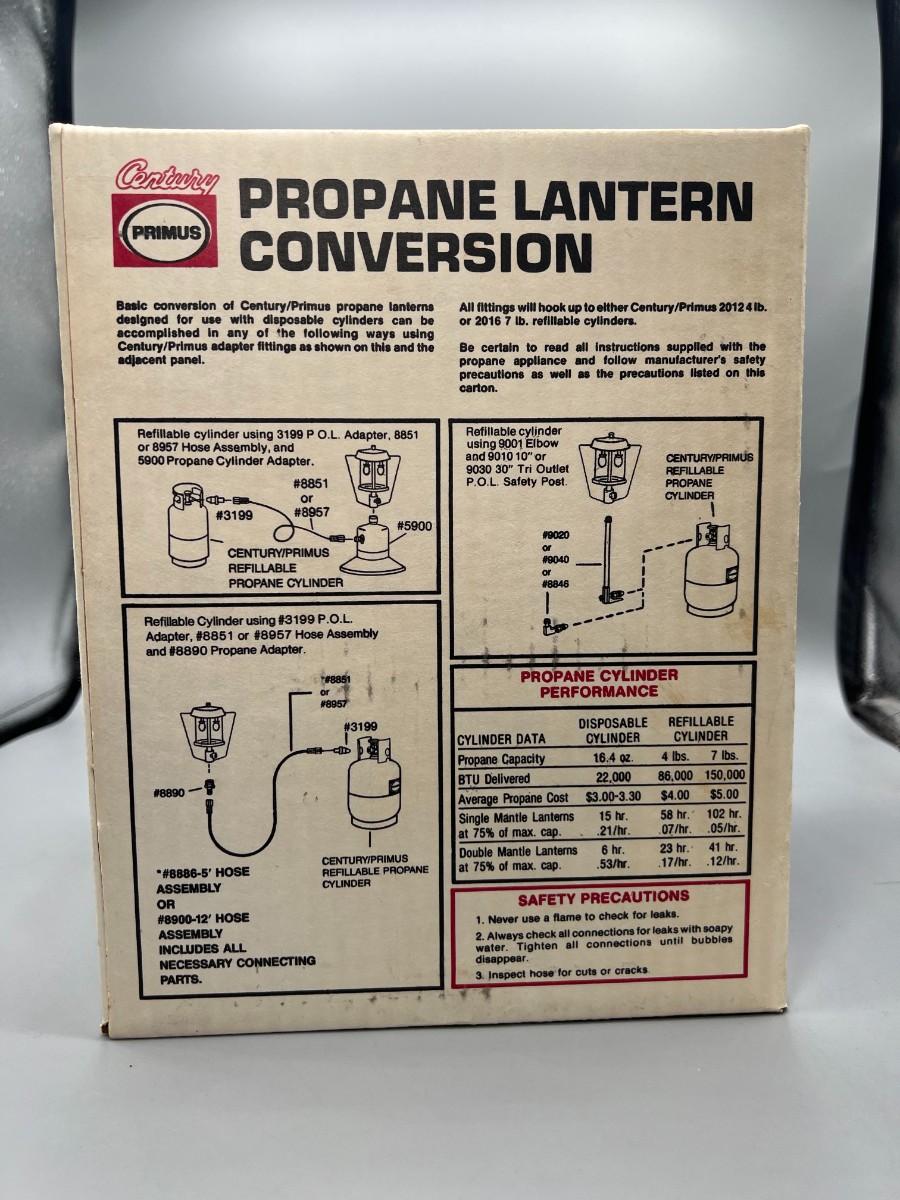 Century
PRIMUS
PROPANE LANTERN
CONVERSION
Basic conversion of Century/Primus propane lanterns
designed for use with disposable cylinders can be
accomplished in any of the following ways using
Century/Primus adapter fittings as shown on this and the
adjacent panel.
All fittings will hook up to either Century/Primus 2012 4 lb.
or 2016 7 lb. refillable cylinders.
Be certain to read all instructions supplied with the
propane appliance and follow manufacturer's safety
precautions as well as the precautions listed on this
carton.
Refillable cylinder using 3199 P.O.L. Adapter, 8851
or 8957 Hose Assembly, and
5900 Propane Cylinder Adapter.
#8851
or
#8957
#3199
#5900
CENTURY/PRIMUS
REFILLABLE
PROPANE CYLINDER
Refillable cylinder
using 9001 Elbow
and 9010 10" or
9030 30" Tri Outlet
P.O.L. Safety Post.
CENTURY/PRIMUS
REFILLABLE
PROPANE
CYLINDER
#9020
or
#9040
or
#8846
Refillable Cylinder using #3199 P.O.L.
Adapter, #8851 or #8957 Hose Assembly
and #8890 Propane Adapter.
*#8851
or
#8957
#3199
#8890
CENTURY/PRIMUS
REFILLABLE PROPANE
CYLINDER
*#8886-5' HOSE
ASSEMBLY
OR
#8900-12' HOSE
ASSEMBLY
INCLUDES ALL
NECESSARY CONNECTING
PARTS.
PROPANE CYLINDER
PERFORMANCE
DISPOSABLE REFILLABLE
CYLINDER DATA CYLINDER CYLINDER
Propane Capacity 16.4 oz. 4 lbs. 7 lbs.
BTU Delivered 22,000 86,000 150,000
Average Propane Cost $3.00-3.30 $4.00 $5.00
Single Mantle Lanterns 15 hr. 58 hr. 102 hr.
at 75% of max. cap. .21/hr. .07/hr. .05/hr.
Double Mantle Lanterns 6 hr. 23 hr. 41 hr.
at 75% of max. cap. .53/hr. .17/hr. .12/hr.
SAFETY PRECAUTIONS
1. Never use a flame to check for leaks.
2. Always check all connections for leaks with soapy
water. Tighten all connections until bubbles
disappear.
3. Inspect hose for cuts or cracks